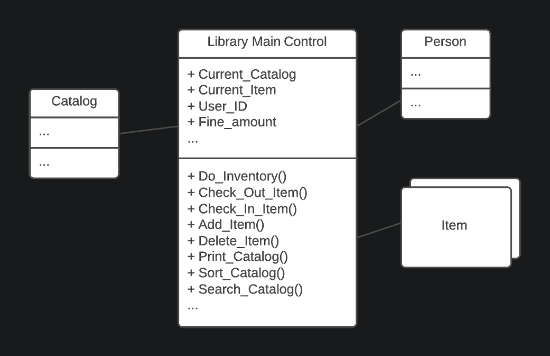 Catalog
...
...
Library Main Control
+ Current_Catalog
+ Current_Item
+ User_ID
+ Fine_amount
...
+ Do_Inventory()
+ Check_Out_Item()
+ Check_In_Item()
+ Add_Item()
+ Delete_Item()
+ Print_Catalog()
+ Sort_Catalog()
+ Search_Catalog()
...
Person
...
...
Item